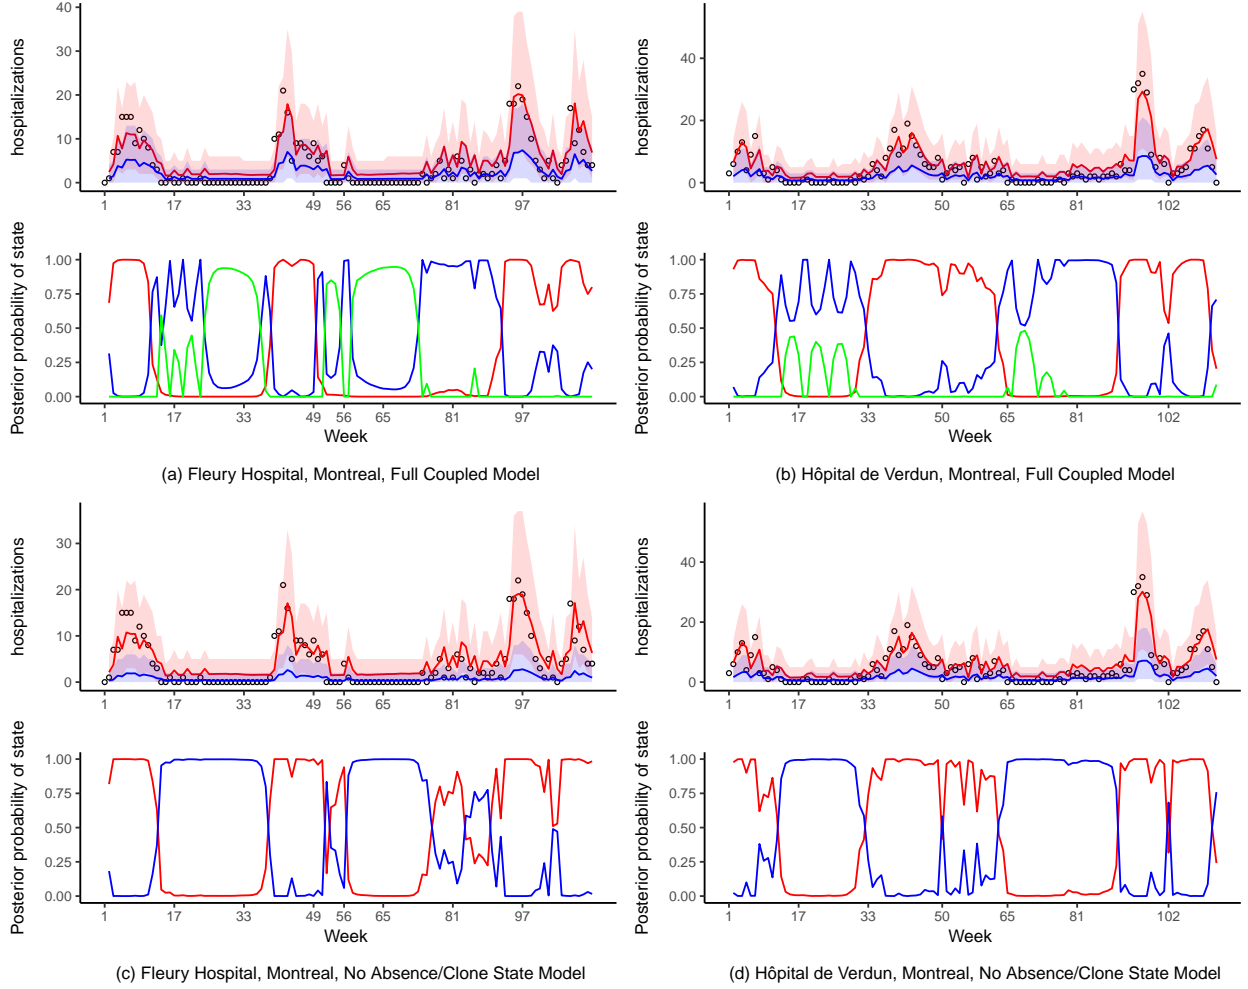 hospitalizations
40
30
20
10
0
1 17 33 49 56 65 81 97
Posterior probability of state
1.00
0.75
0.50
0.25
0.00
1 17 33 49 56 65 81 97
Week
(a) Fleury Hospital, Montreal, Full Coupled Model
hospitalizations
40
20
0
1 17 33 50 65 81 102
Posterior probability of state
1.00
0.75
0.50
0.25
0.00
1 17 33 50 65 81 102
Week
(b) Hôpital de Verdun, Montreal, Full Coupled Model
hospitalizations
30
20
10
0
1 17 33 49 56 65 81 97
Posterior probability of state
1.00
0.75
0.50
0.25
0.00
1 17 33 49 56 65 81 97
Week
(c) Fleury Hospital, Montreal, No Absence/Clone State Model
hospitalizations
40
20
0
1 17 33 50 65 81 102
Posterior probability of state
1.00
0.75
0.50
0.25
0.00
1 17 33 50 65 81 102
Week
(d) Hôpital de Verdun, Montreal, No Absence/Clone State Model